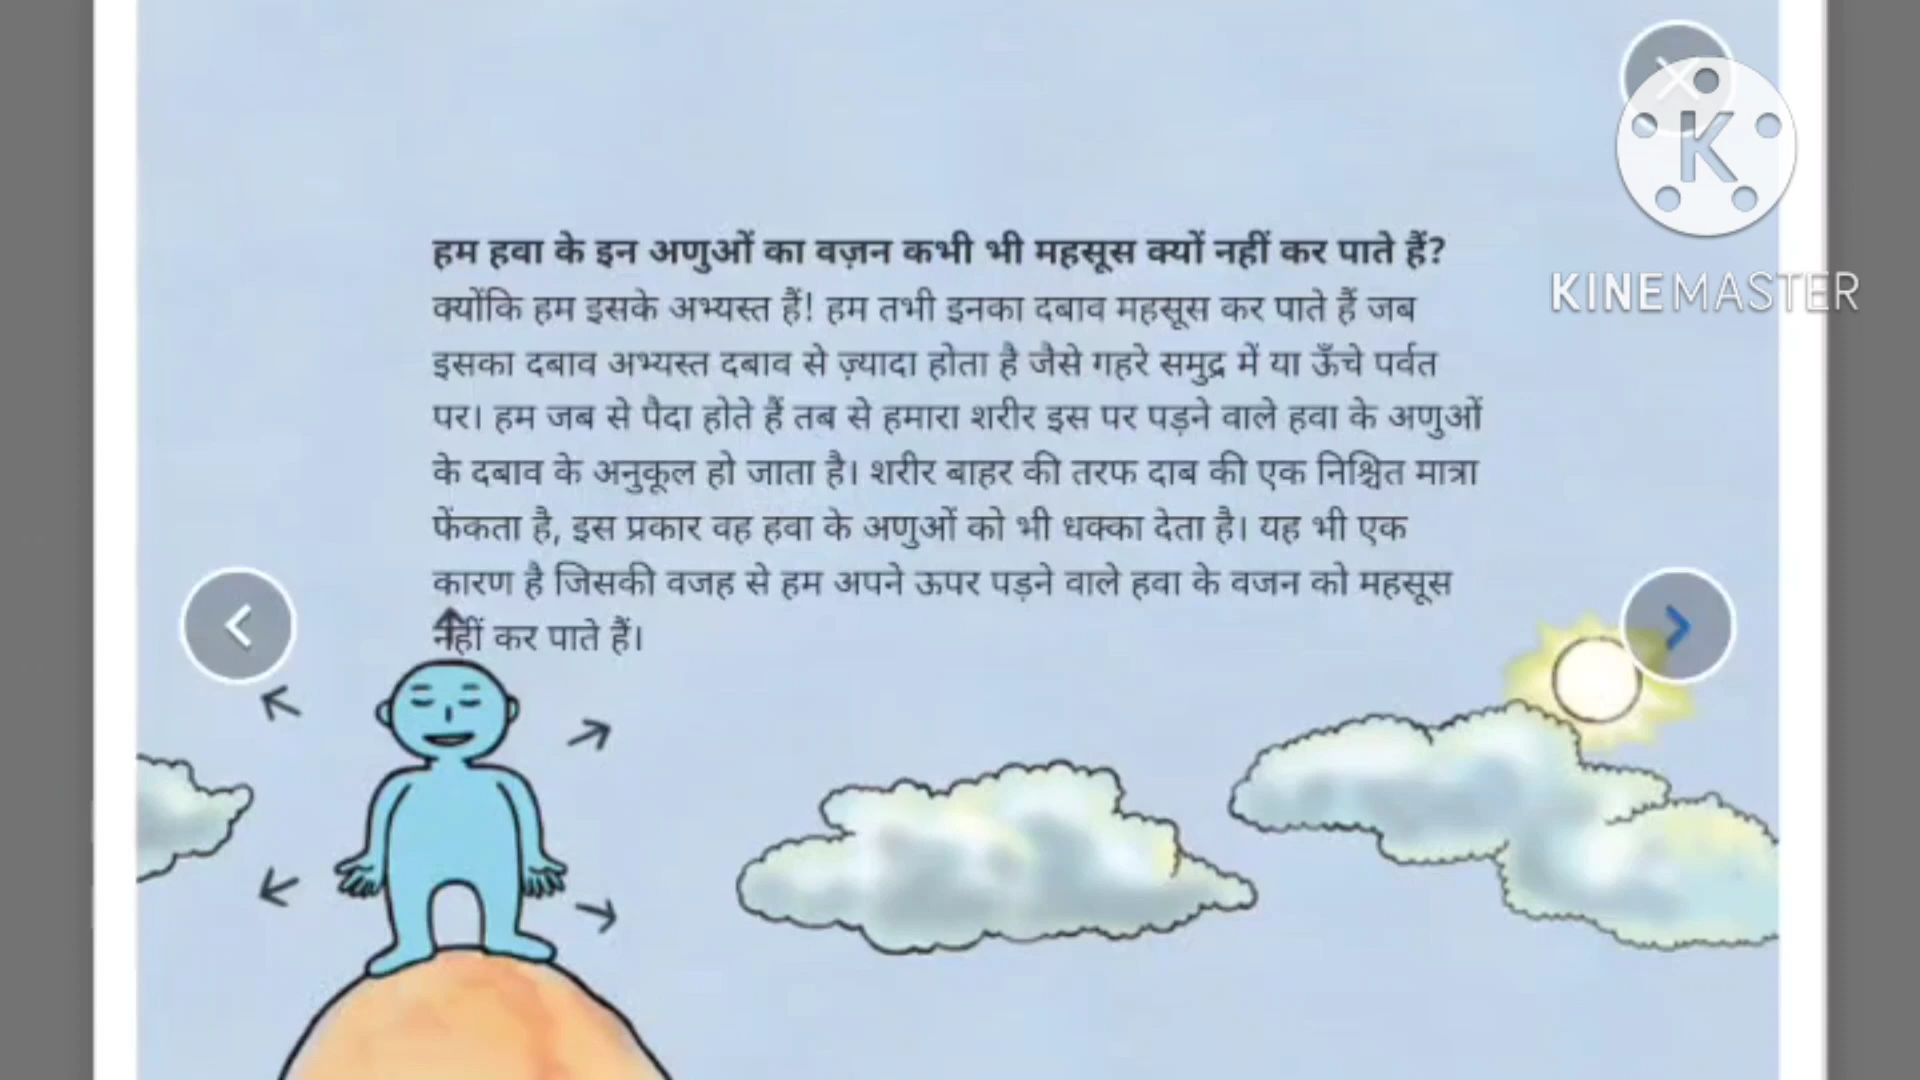 हम हवा के इन अणुओं का वज़न कभी भी महसूस क्यों नहीं कर पाते हैं?
क्योंकि हम इसके अभ्यस्त हैं! हम तभी इनका दबाव महसूस कर पाते हैं जब
इसका दबाव अभ्यस्त दबाव से ज़्यादा होता है जैसे गहरे समुद्र में या ऊँचे पर्वत
पर। हम जब से पैदा होते हैं तब से हमारा शरीर इस पर पड़ने वाले हवा के अणुओं
के दबाव के अनुकूल हो जाता है। शरीर बाहर की तरफ दाब की एक निश्चित मात्रा
फेंकता है, इस प्रकार वह हवा के अणुओं को भी धक्का देता है। यह भी एक
कारण है जिसकी वजह से हम अपने ऊपर पड़ने वाले हवा के वजन को महसूस
नहीं कर पाते हैं।
K
KINEMASTER